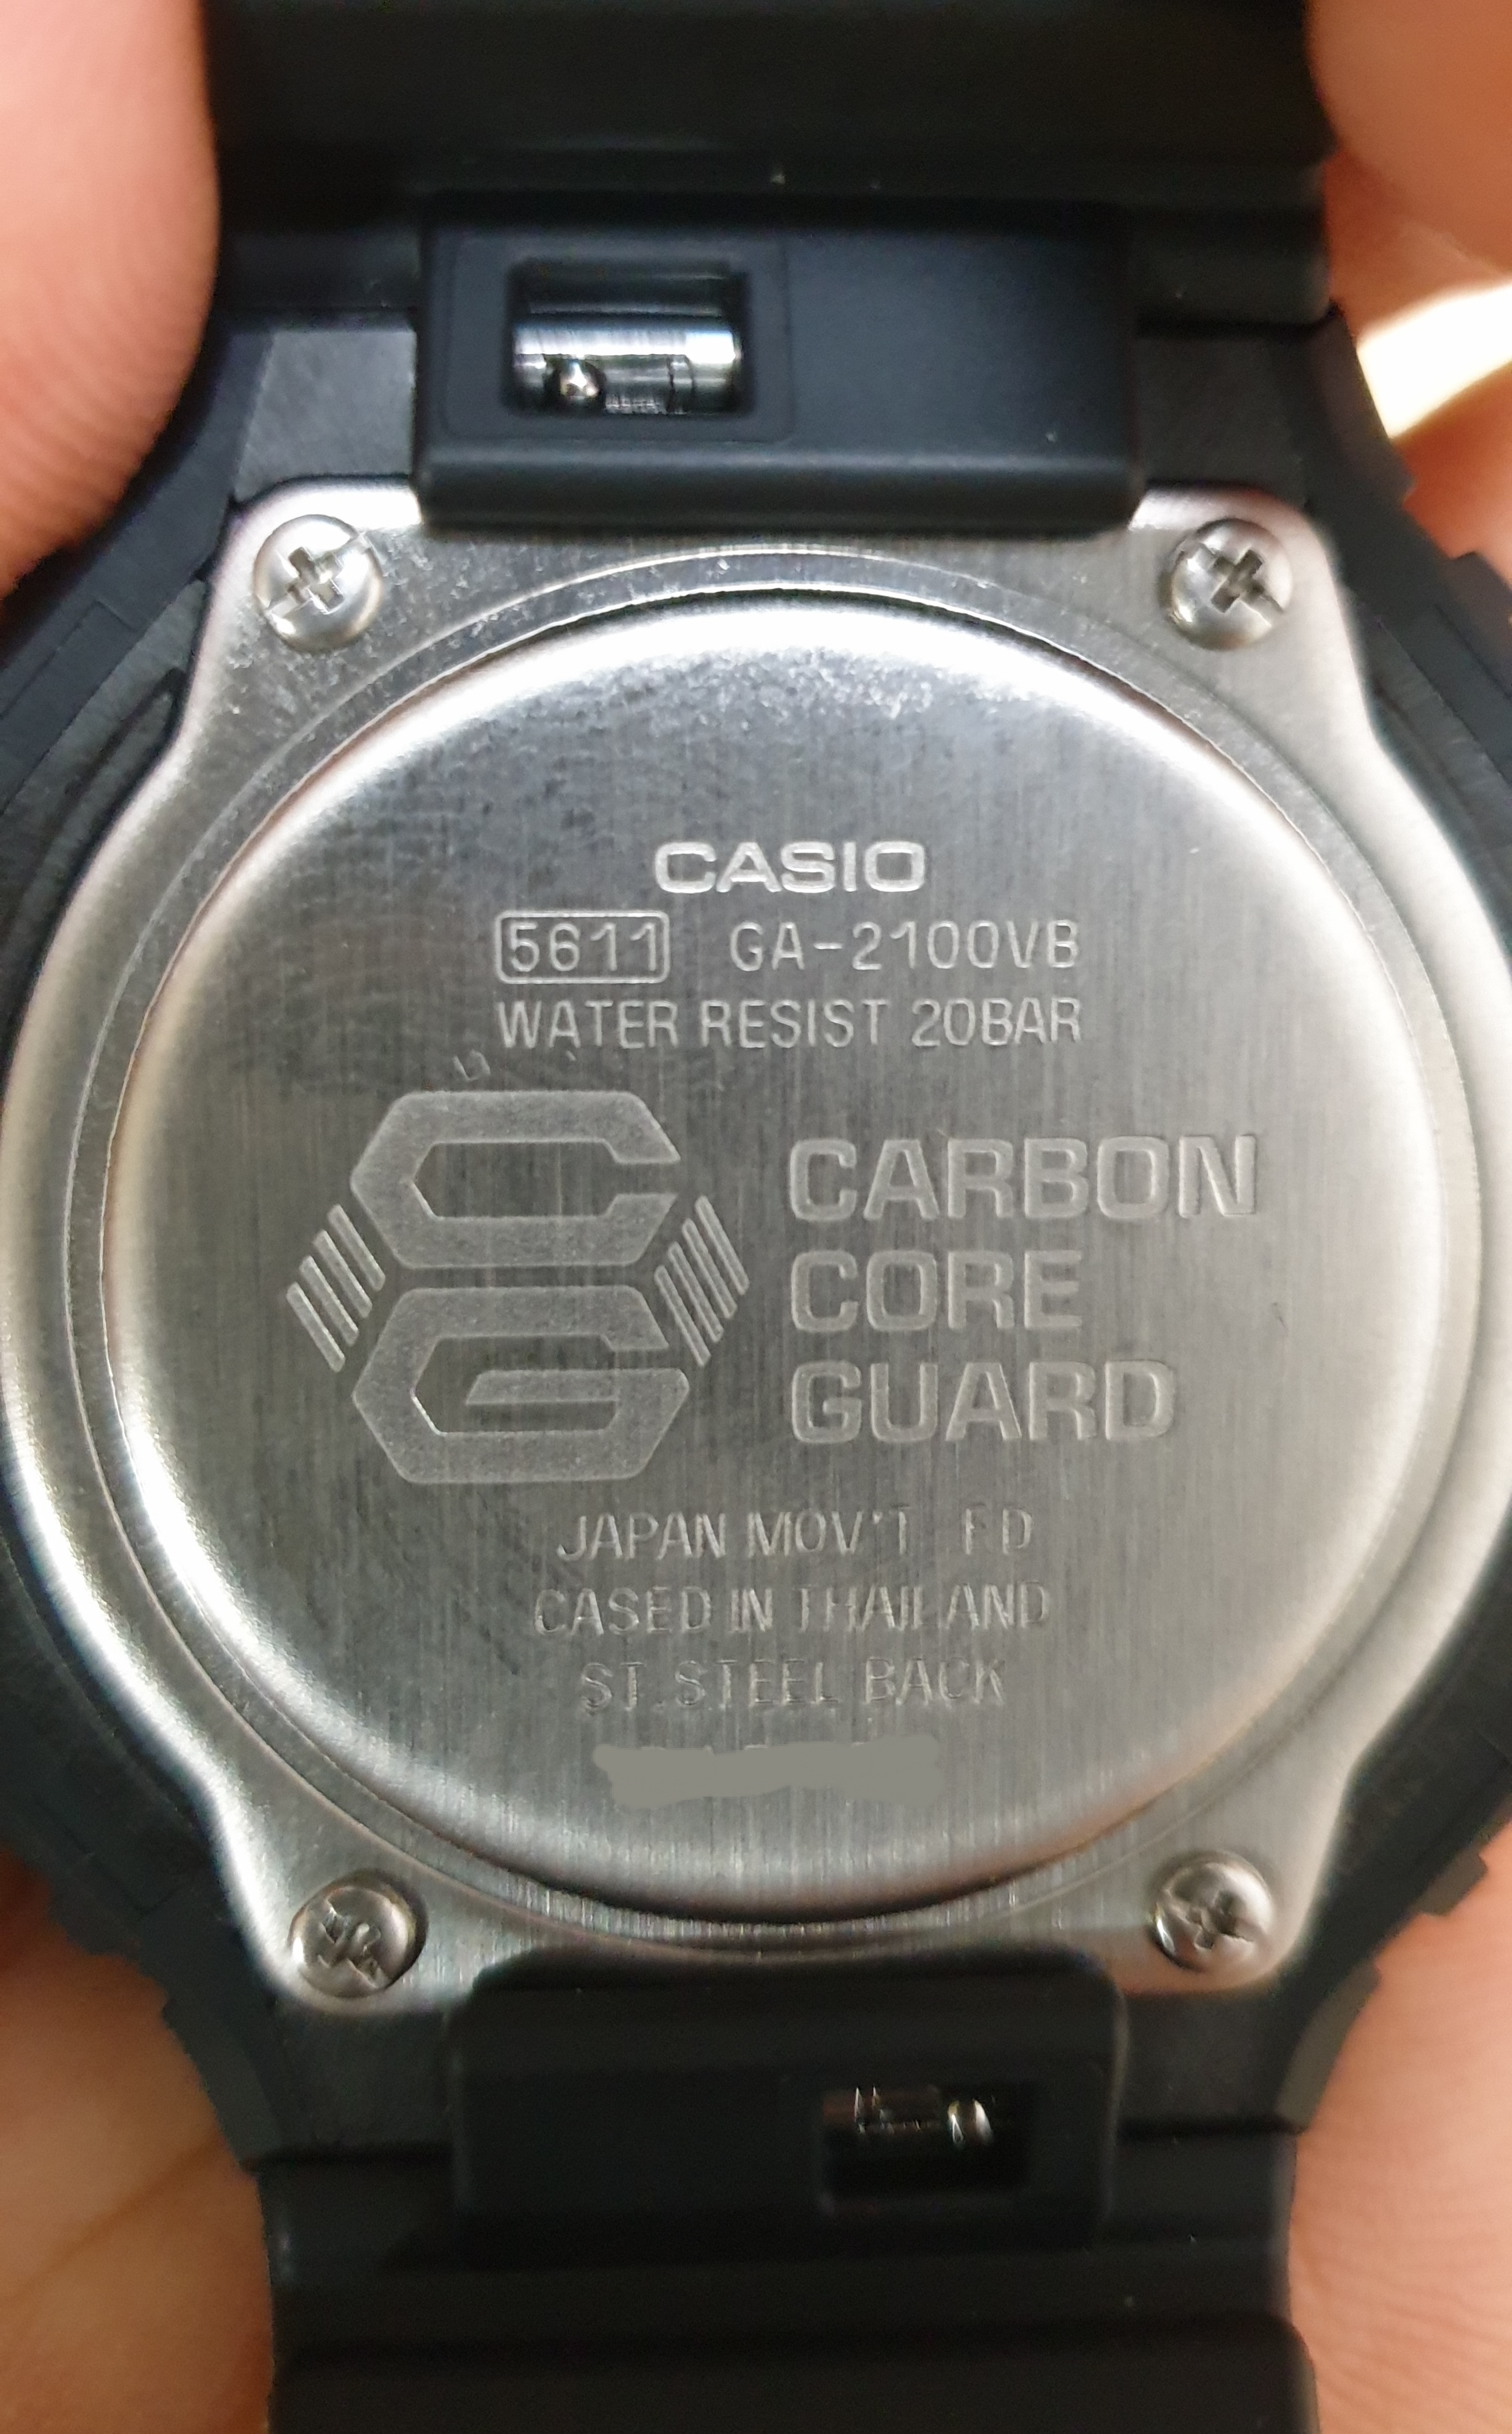 CASIO
5611 GA-2100VB
WATER RESIST 20BAR
CG
CARBON
CORE
GUARD
JAPAN MOV'T FD
CASED IN THAILAND
ST.STEEL BACK